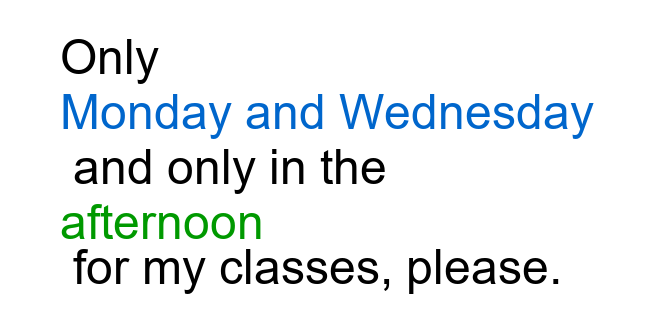 Only
Monday and Wednesday
and only in the
afternoon
for my classes, please.